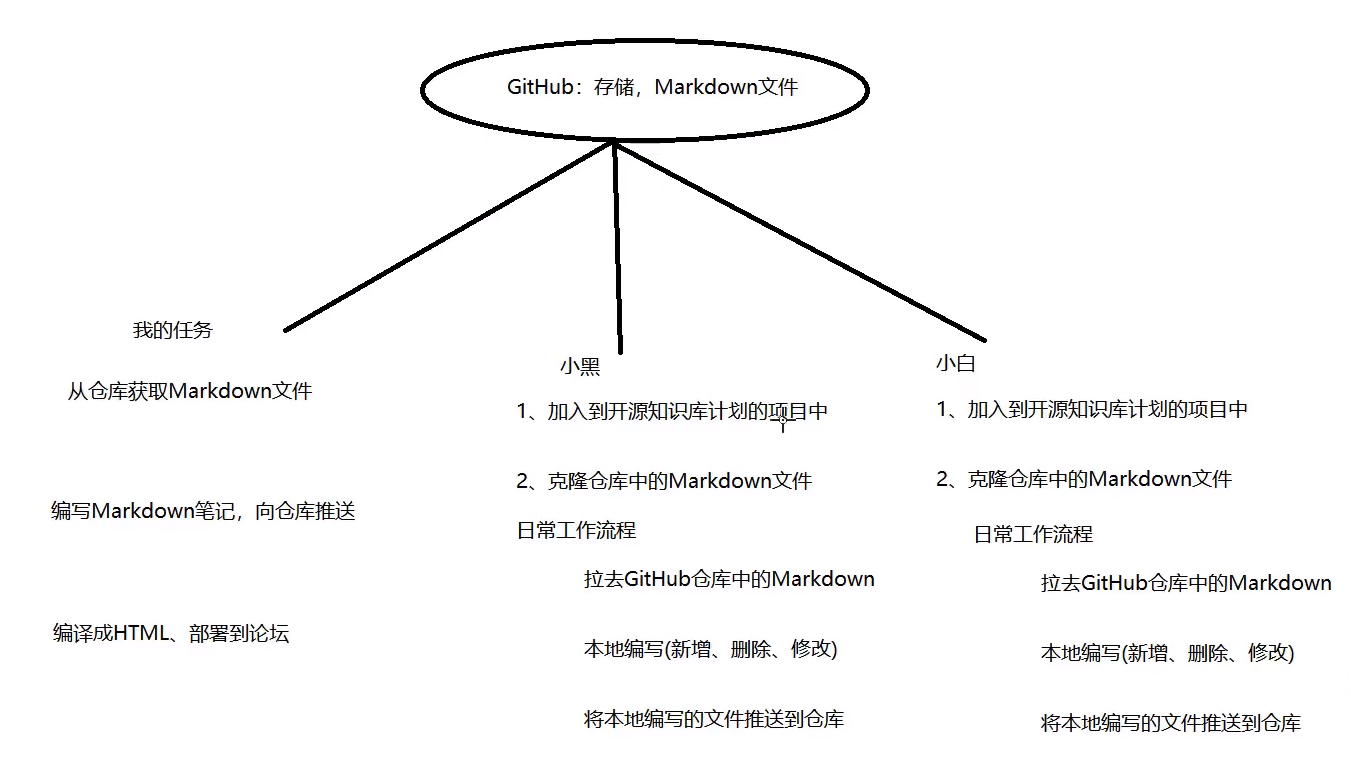 GitHub：存储，Markdown文件
我的任务
从仓库获取Markdown文件
编写Markdown笔记，向仓库推送
编译成HTML、部署到论坛
小黑
1、加入到开源知识库计划的项目中
2、克隆仓库中的Markdown文件
日常工作流程
拉去GitHub仓库中的Markdown
本地编写(新增、删除、修改)
将本地编写的文件推送到仓库
小白
1、加入到开源知识库计划的项目中
2、克隆仓库中的Markdown文件
日常工作流程
拉去GitHub仓库中的Markdown
本地编写(新增、删除、修改)
将本地编写的文件推送到仓库